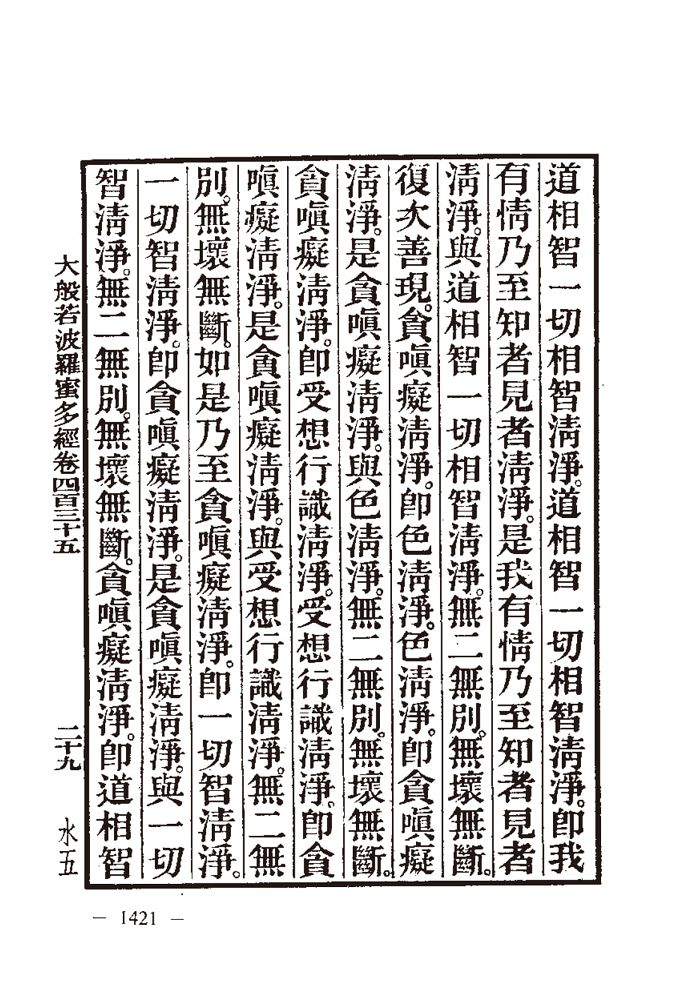 道相智一切相智清淨。道相智一切相智清淨。卽我
有情乃至知者見者清淨。是我有情乃至知者見者
清淨。與道相智一切相智清淨。無二無別。無壞無斷。
復次善現。貪嗔癡清淨。卽色清淨。色清淨。卽貪嗔癡
清淨。是貪嗔癡清淨。與色清淨。無二無別。無壞無斷。
貪嗔癡清淨。卽受想行識清淨。受想行識清淨。卽貪
嗔癡清淨。是貪嗔癡清淨。與受想行識清淨。無二無
別。無壞無斷。如是乃至貪嗔癡清淨。卽一切智清淨。
一切智清淨。卽貪嗔癡清淨。是貪嗔癡清淨。與一切
智清淨。無二無別。無壞無斷。貪嗔癡清淨。卽道相智
大般若波羅蜜多經卷四百三十五
二十九
水五
— 1421 —